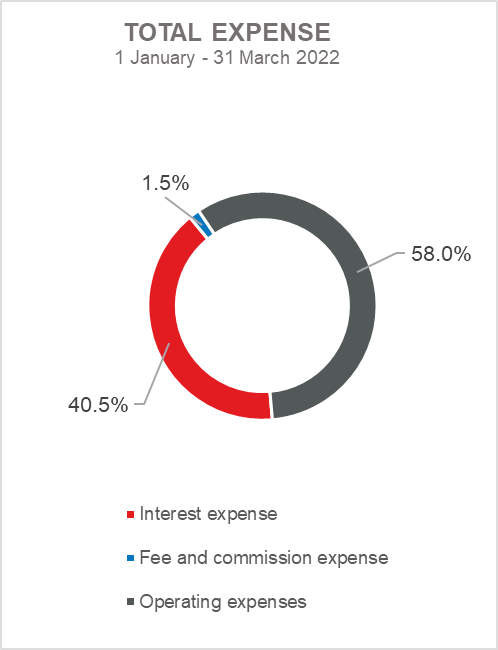 TOTAL EXPENSE
1 January - 31 March 2022
1.5%
58.0%
40.5%
Interest expense
Fee and commission expense
Operating expenses